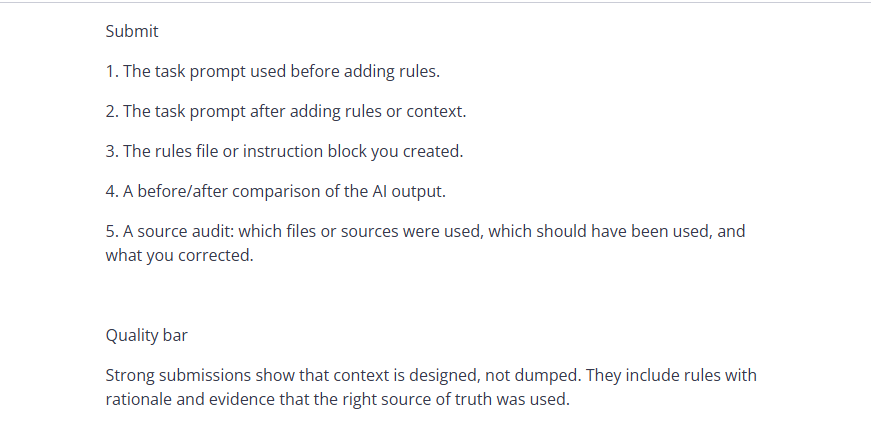 Submit
1. The task prompt used before adding rules.
2. The task prompt after adding rules or context.
3. The rules file or instruction block you created.
4. A before/after comparison of the AI output.
5. A source audit: which files or sources were used, which should have been used, and
what you corrected.
Quality bar
Strong submissions show that context is designed, not dumped. They include rules with
rationale and evidence that the right source of truth was used.